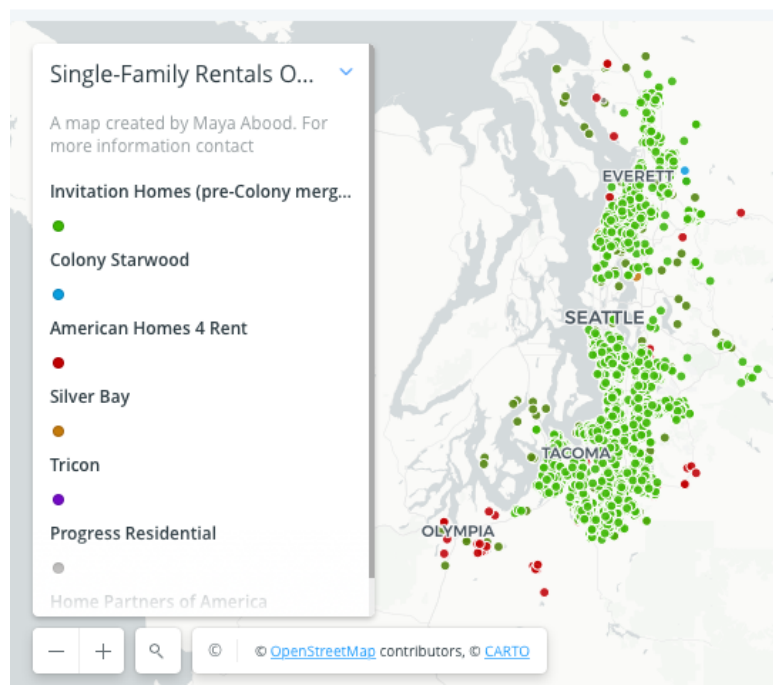 Single-Family Rentals O...
A map created by Maya Abood. For
more information contact
Invitation Homes (pre-Colony merg...
Colony Starwood
American Homes 4 Rent
Silver Bay
Tricon
Progress Residential
Home Partners of America
EVERETT
SEATTLE
TACOMA
OLYMPIA
© © OpenStreetMap contributors, © CARTO